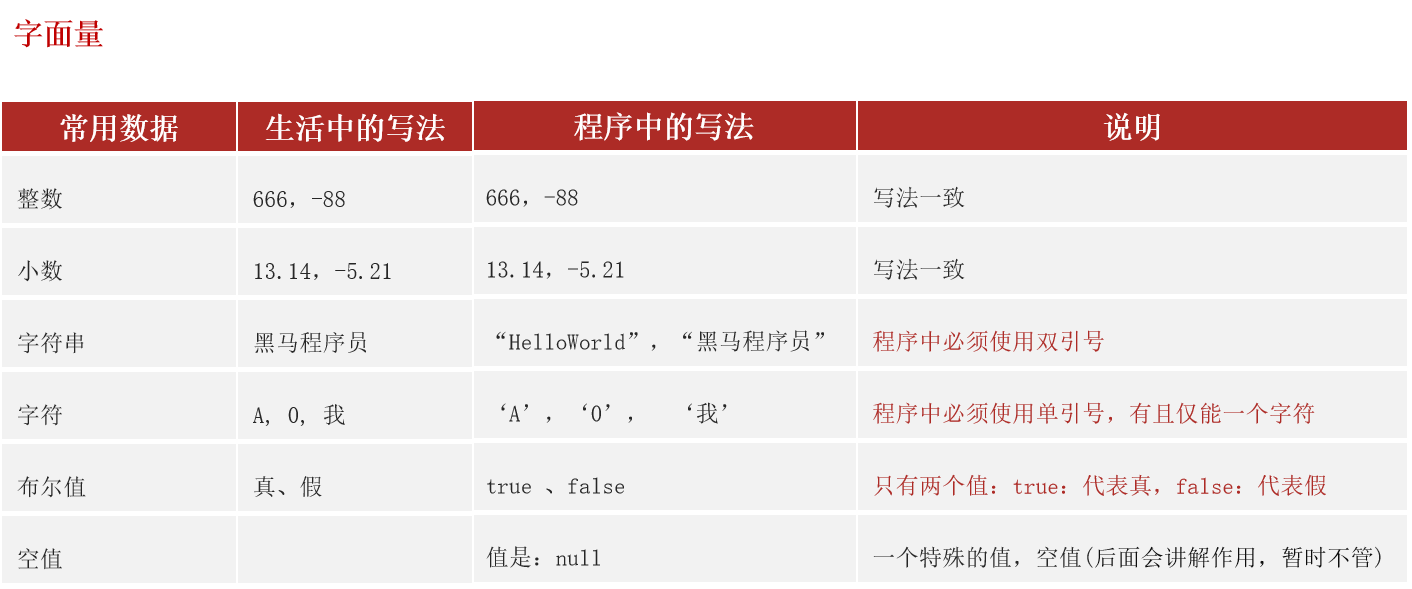 字面量
常用数据 生活中的写法 程序中的写法 说明
整数 666，-88 666，-88 写法一致
小数 13.14，-5.21 13.14，-5.21 写法一致
字符串 黑马程序员 “HelloWorld”，“黑马程序员” 程序中必须使用双引号
字符 A, 0, 我 ‘A’，‘0’， ‘我’ 程序中必须使用单引号，有且仅能一个字符
布尔值 真、假 true 、false 只有两个值：true：代表真，false：代表假
空值 值是：null 一个特殊的值，空值(后面会讲解作用，暂时不管)